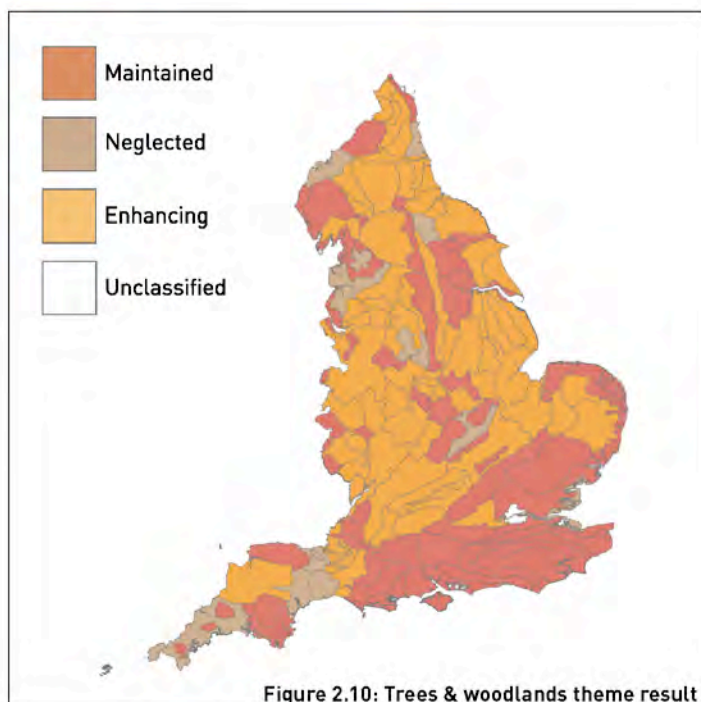 Maintained
Neglected
Enhancing
Unclassified
Figure 2.10: Trees & woodlands theme result